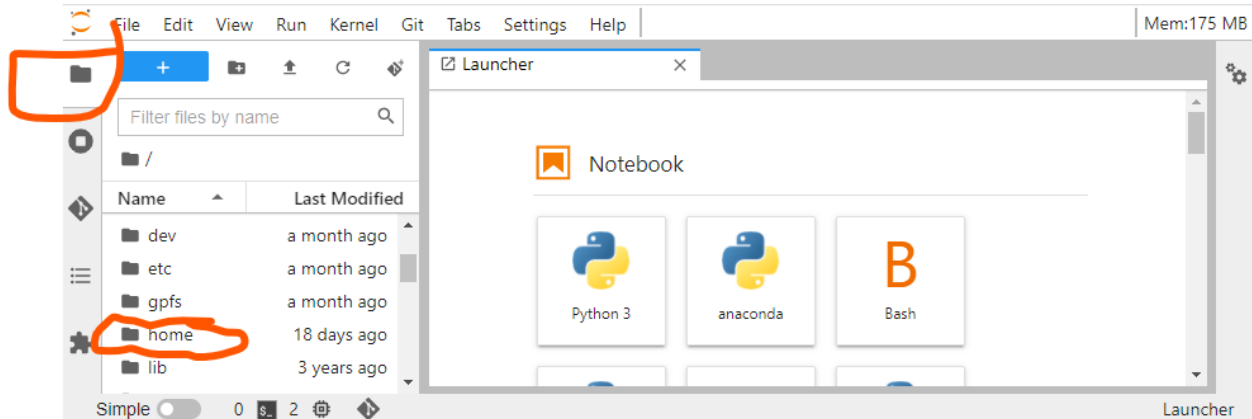 File Edit View Run Kernel Git Tabs Settings Help Mem:175 MB
+
Launcher
Filter files by name
/
Name Last Modified
dev a month ago
etc a month ago
gpfs a month ago
home 18 days ago
lib 3 years ago
Notebook
Python 3 anaconda B Bash
Simple 0 $_ 2 Launcher